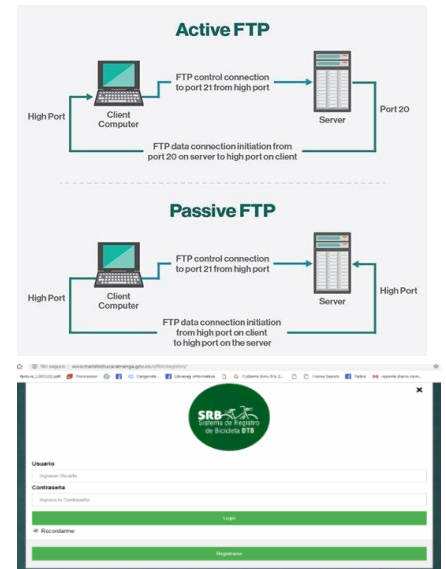 Active FTP
FTP control connection
to port 21 from high port
High Port
Client
Computer
Server
Port 20
FTP data connection initiation from
port 20 on server to high port on client
Passive FTP
FTP control connection
to port 21 from high port
High Port
Client
Computer
Server
High Port
FTP data connection initiation
from high port on client
to high port on the server
No seguro
SRB
Sistema de Registro
de Bicicleta DTB
Usuario
Ingrese Usuario
Contraseña
Ingrese la Contraseña
Login
Recordarme
Registrarse